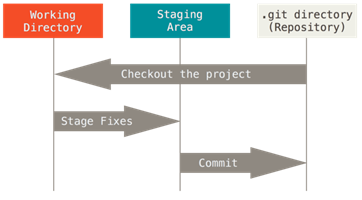 Working
Directory
Staging
Area
.git directory
(Repository)
Checkout the project
Stage Fixes
Commit